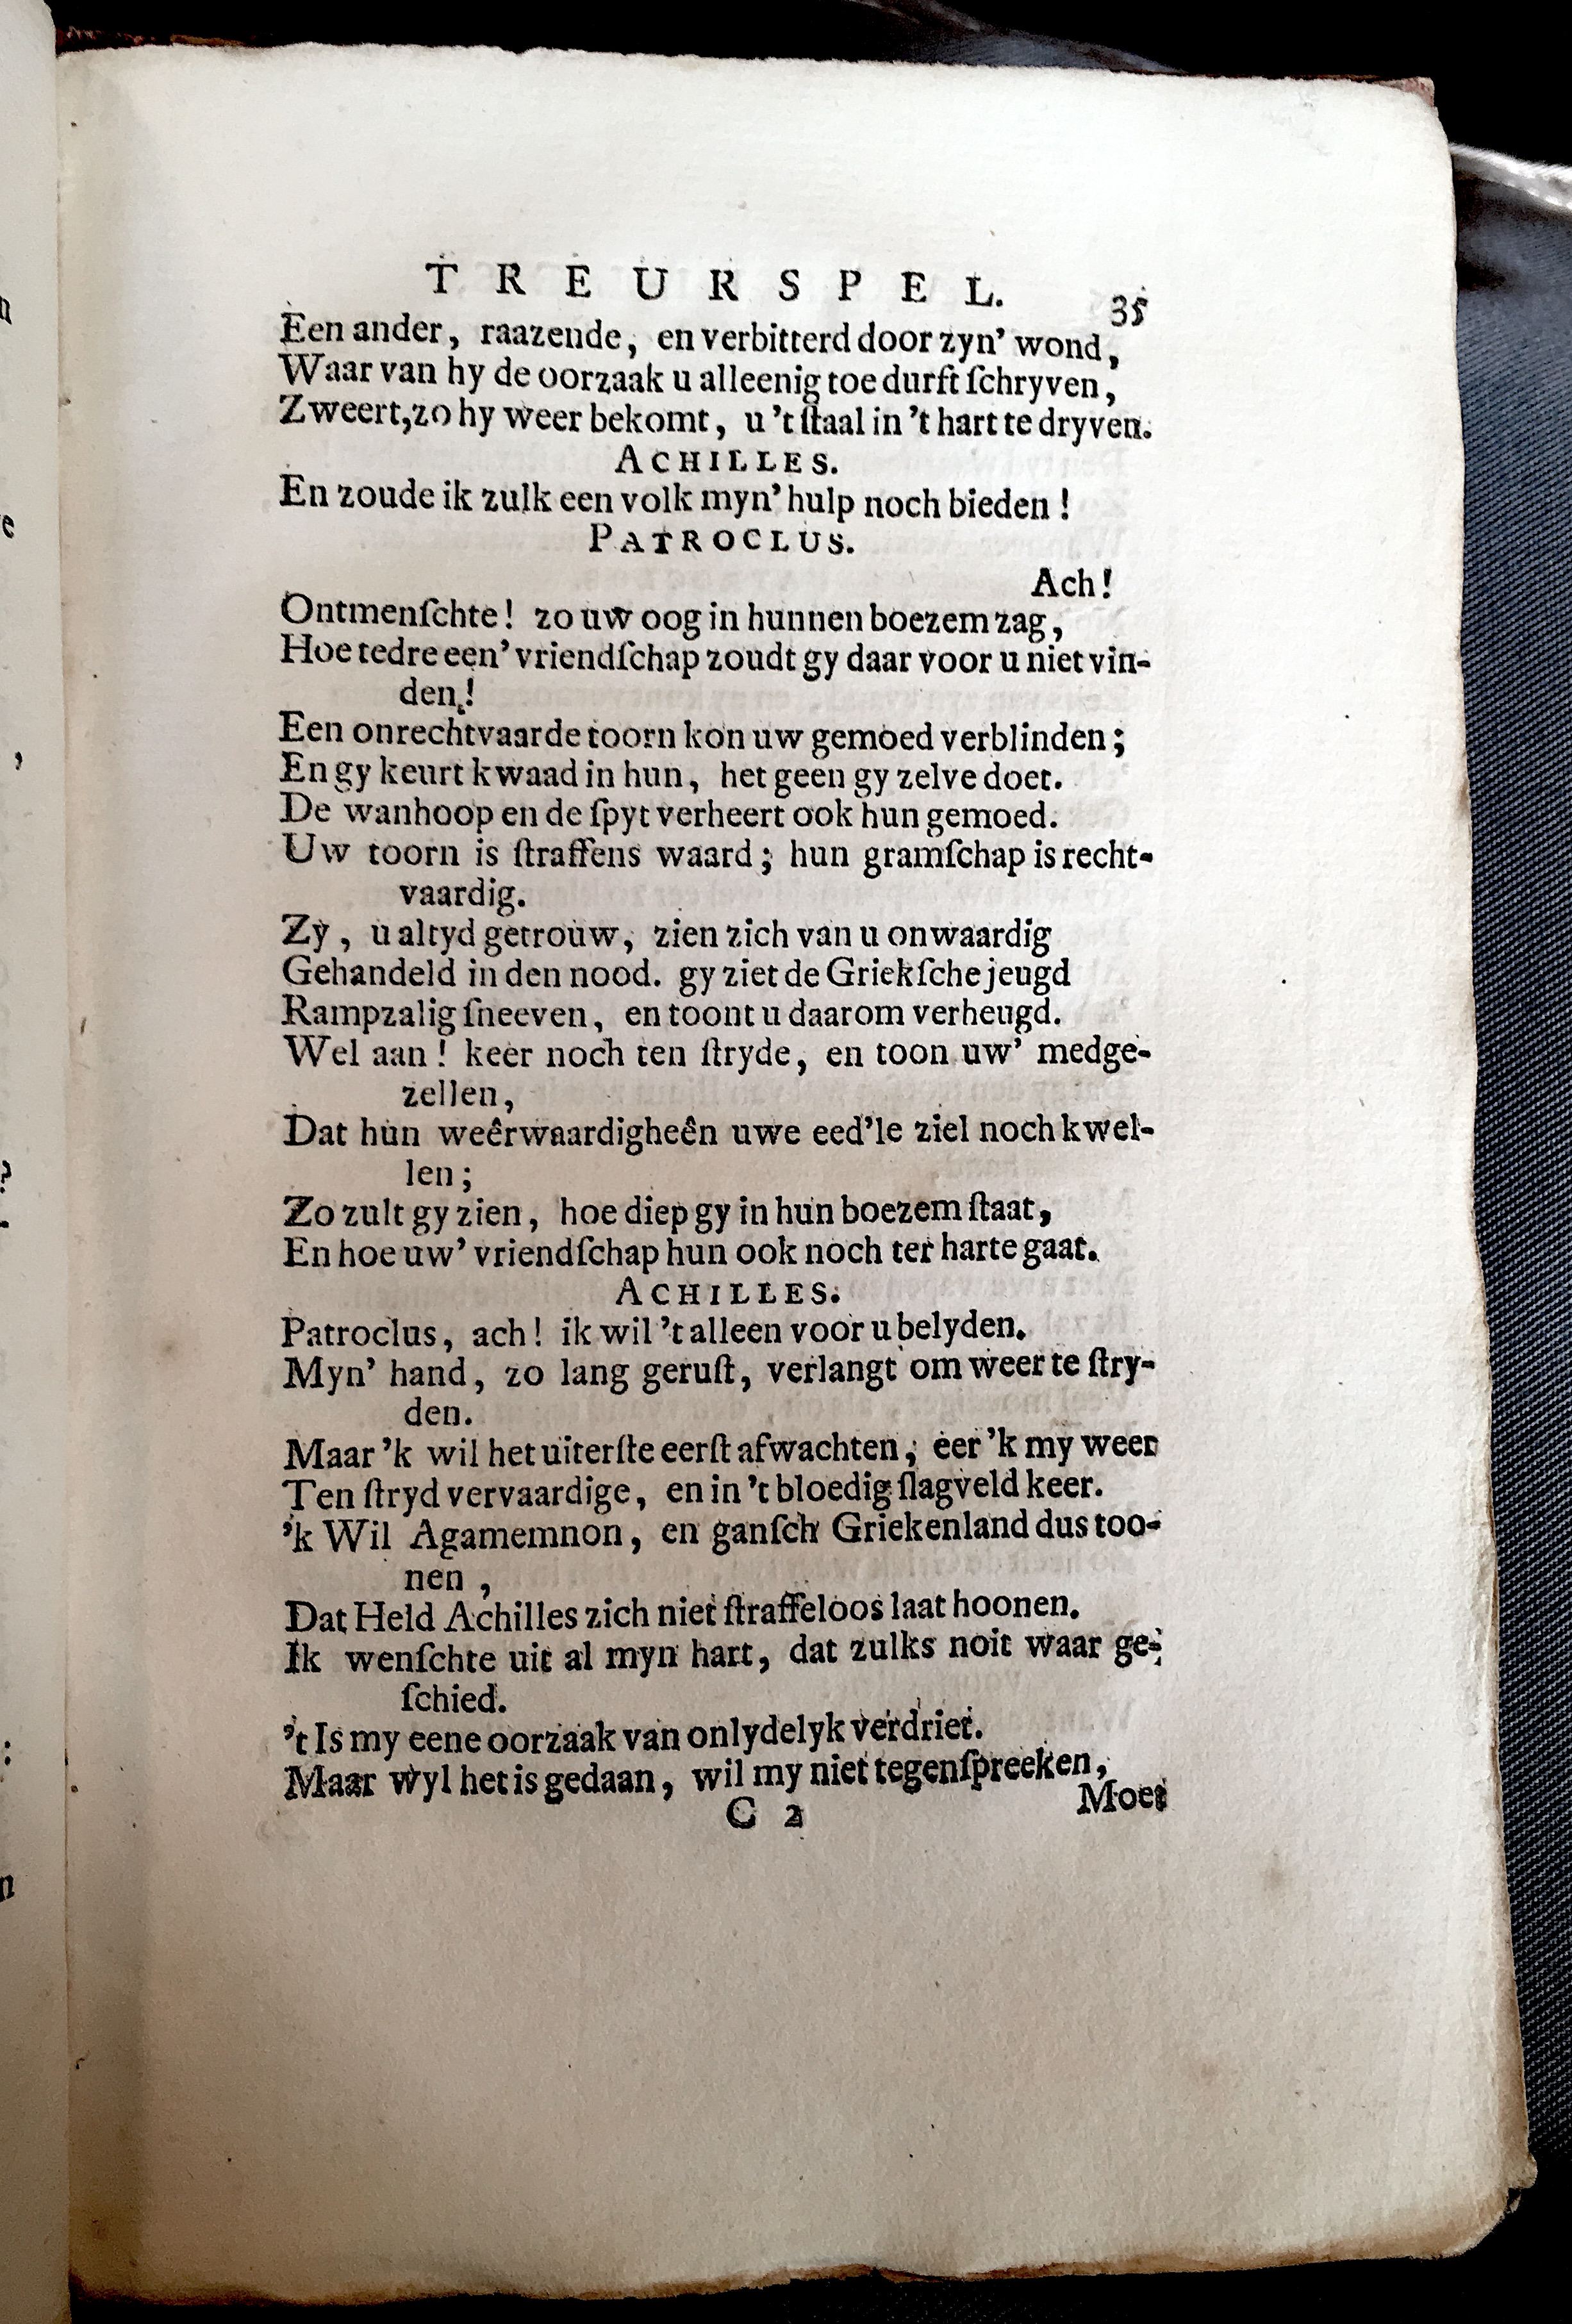 TREURSPEL. 35
Een ander, raazende, en verbitterd door zyn' wond,
Waar van hy de oorzaak u alleenig toe durft ſchryven,
Zweert, zo hy weer bekomt, u 't ſtaal in 't hart te dryven.
ACHILLES.
En zoude ik zulk een volk myn' hulp noch bieden!
PATROCLUS.
Ach!
Ontmenſchte! zo uw oog in hunnen boezem zag,
Hoe tedre een' vriendſchap zoudt gy daar voor u niet vin-
den!
Een onrechtvaarde toorn kon uw gemoed verblinden;
En gy keurt kwaad in hun, het geen gy zelve doet.
De wanhoop en de ſpyt verheert ook hun gemoed.
Uw toorn is ſtraffens waard; hun gramſchap is recht-
vaardig.
Zy, u altyd getrouw, zien zich van u onwaardig
Gehandeld in den nood. gy ziet de Griekſche jeugd
Rampzalig ſneeven, en toont u daarom verheugd.
Wel aan! keer noch ten ſtryde, en toon uw' medge-
zellen,
Dat hun weêrwaardigheên uwe eed'le ziel noch kwel-
len;
Zo zult gy zien, hoe diep gy in hun boezem ſtaat,
En hoe uw' vriendſchap hun ook noch ter harte gaat.
ACHILLES.
Patroclus, ach! ik wil 't alleen voor u belyden.
Myn' hand, zo lang geruſt, verlangt om weer te ſtry-
den.
Maar 'k wil het uiterſte eerſt afwachten, eer 'k my weer
Ten ſtryd vervaardige, en in 't bloedig ſlagveld keer.
'k Wil Agamemnon, en ganſch Griekenland dus too-
nen,
Dat Held Achilles zich niet ſtraffeloos laat hoonen.
Ik wenſchte uit al myn hart, dat zulks noit waar ge-
ſchied.
't Is my eene oorzaak van onlydelyk verdriet.
Maar wyl het is gedaan, wil my niet tegenſpreeken,
C 2 Moet